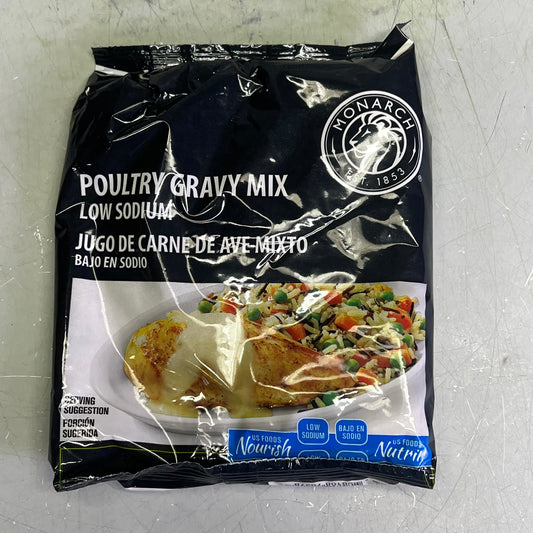 MONARCH
EST. 1853
®
POULTRY GRAVY MIX
LOW SODIUM
JUGO DE CARNE DE AVE MIXTO
BAJO EN SODIO
SERVING
SUGGESTION
PORCIÓN
SUGERIDA
US FOODS
Nourish
LOW
SODIUM
BAJO EN
SODIO
US FOODS